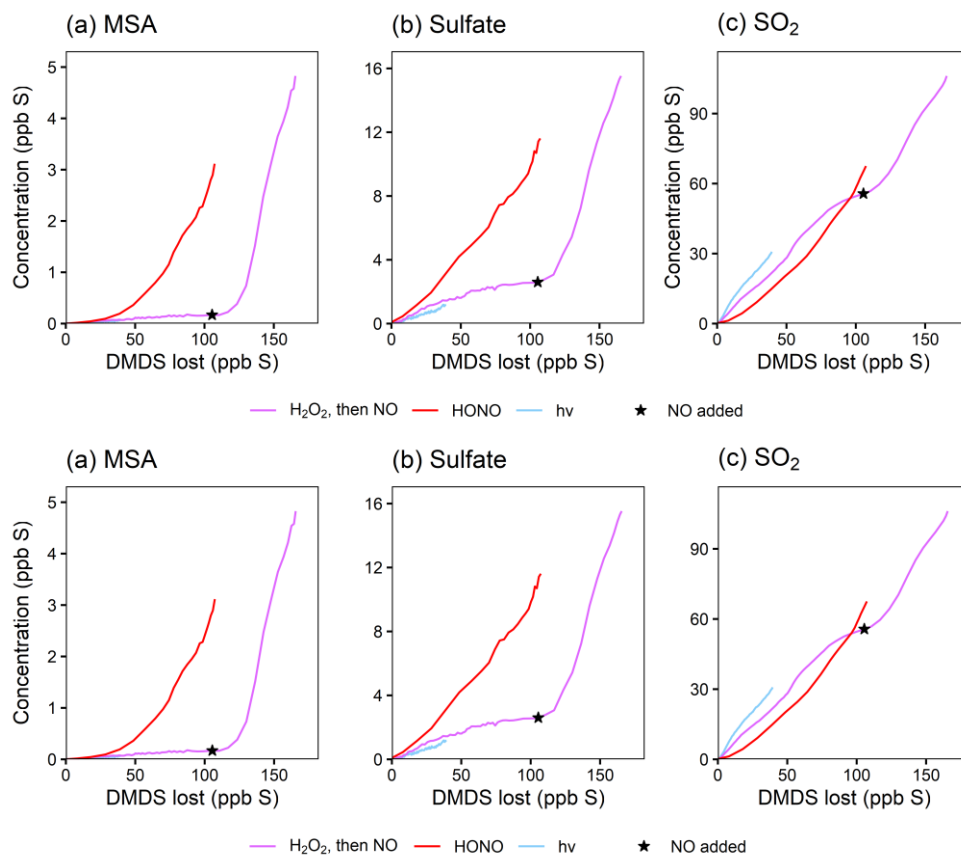 (a) MSA
(b) Sulfate
(c) SO₂
Concentration (ppb S)
5
4
3
2
1
0
0 50 100 150
DMDS lost (ppb S)
16
12
8
4
0
0 50 100 150
DMDS lost (ppb S)
Concentration (ppb S)
90
60
30
0
0 50 100 150
DMDS lost (ppb S)
H₂O₂, then NO HONO hv NO added
(a) MSA
(b) Sulfate
(c) SO₂
Concentration (ppb S)
5
4
3
2
1
0
0 50 100 150
DMDS lost (ppb S)
16
12
8
4
0
0 50 100 150
DMDS lost (ppb S)
Concentration (ppb S)
90
60
30
0
0 50 100 150
DMDS lost (ppb S)
H₂O₂, then NO HONO hv NO added